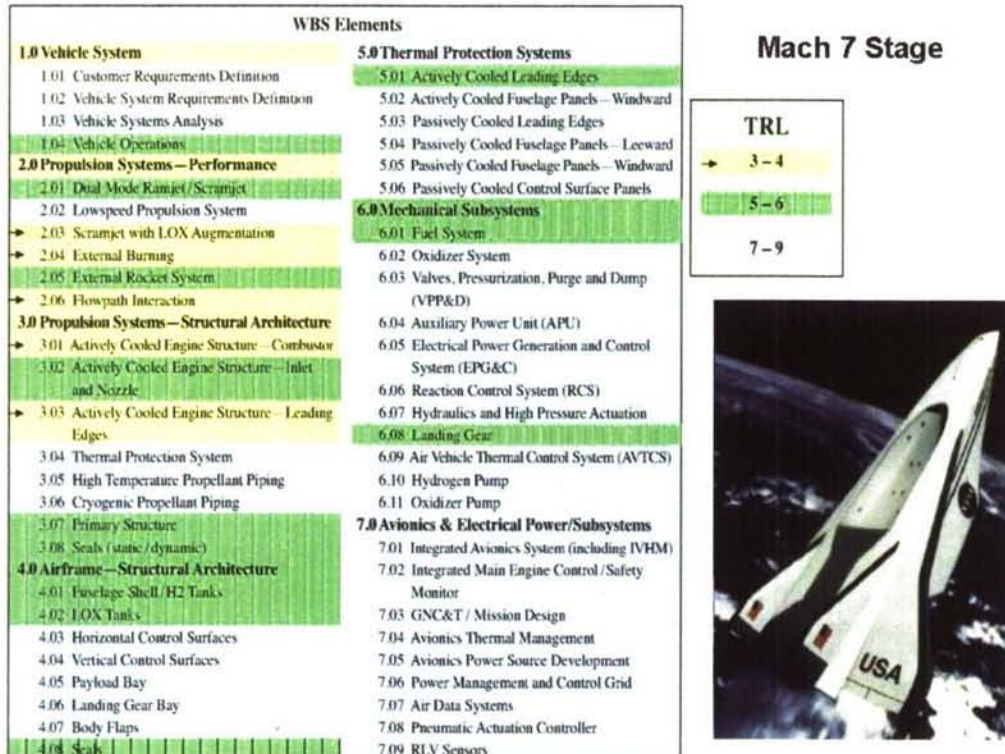 WBS Elements
1.0 Vehicle System
1.01 Customer Requirements Definition
1.02 Vehicle System Requirements Definition
1.03 Vehicle Systems Analysis
1.04 Vehicle Operations
2.0 Propulsion Systems—Performance
2.01 Dual Mode Ramjet/Scramjet
2.02 Lowspeed Propulsion System
2.03 Scramjet with LOX Augmentation
2.04 External Burning
2.05 External Rocket System
2.06 Flowpath Interaction
3.0 Propulsion Systems—Structural Architecture
3.01 Actively Cooled Engine Structure—Combustor
3.02 Actively Cooled Engine Structure—Inlet
and Nozzle
3.03 Actively Cooled Engine Structure—Leading
Edges
3.04 Thermal Protection System
3.05 High Temperature Propellant Piping
3.06 Cryogenic Propellant Piping
3.07 Primary Structure
3.08 Seals (static/dynamic)
4.0 Airframe—Structural Architecture
4.01 Fuselage Shell/H2 Tanks
4.02 LOX Tanks
4.03 Horizontal Control Surfaces
4.04 Vertical Control Surfaces
4.05 Payload Bay
4.06 Landing Gear Bay
4.07 Body Flaps
4.08 Seals
5.0 Thermal Protection Systems
5.01 Actively Cooled Leading Edges
5.02 Actively Cooled Fuselage Panels—Windward
5.03 Passively Cooled Leading Edges
5.04 Passively Cooled Fuselage Panels—Leeward
5.05 Passively Cooled Fuselage Panels—Windward
5.06 Passively Cooled Control Surface Panels
6.0 Mechanical Subsystems
6.01 Fuel System
6.02 Oxidizer System
6.03 Valves, Pressurization, Purge and Dump
(VPP&D)
6.04 Auxiliary Power Unit (APU)
6.05 Electrical Power Generation and Control
System (EPG&C)
6.06 Reaction Control System (RCS)
6.07 Hydraulics and High Pressure Actuation
6.08 Landing Gear
6.09 Air Vehicle Thermal Control System (AVTCS)
6.10 Hydrogen Pump
6.11 Oxidizer Pump
7.0 Avionics & Electrical Power/Subsystems
7.01 Integrated Avionics System (including IVHM)
7.02 Integrated Main Engine Control/Safety
Monitor
7.03 GNC&T / Mission Design
7.04 Avionics Thermal Management
7.05 Avionics Power Source Development
7.06 Power Management and Control Grid
7.07 Air Data Systems
7.08 Pneumatic Actuation Controller
7.09 RLV Sensors
Mach 7 Stage
TRL
→ 3–4
5–6
7–9
USA